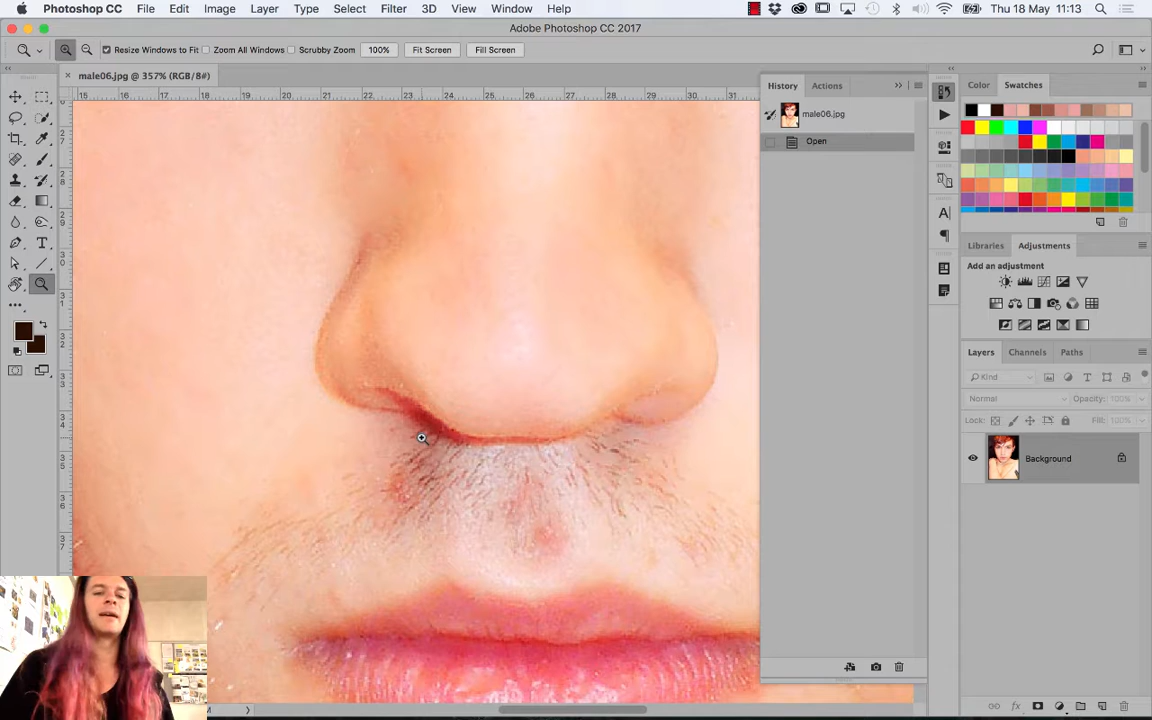 Photoshop CC File Edit Image Layer Type Select Filter 3D View Window Help Thu 18 May 11:13
Adobe Photoshop CC 2017
Resize Windows to Fit Zoom All Windows Scrubby Zoom 100% Fit Screen Fill Screen
× male06.jpg @ 357% (RGB/8#)
15 16 17 18 19 20 21 22 23 24 25 26 27 28 29 30 31
History Actions
male06.jpg
Open
Color Swatches
Libraries Adjustments
Add an adjustment
Layers Channels Paths
Kind
Normal Opacity: 100%
Lock: Fill: 100%
Background
fx